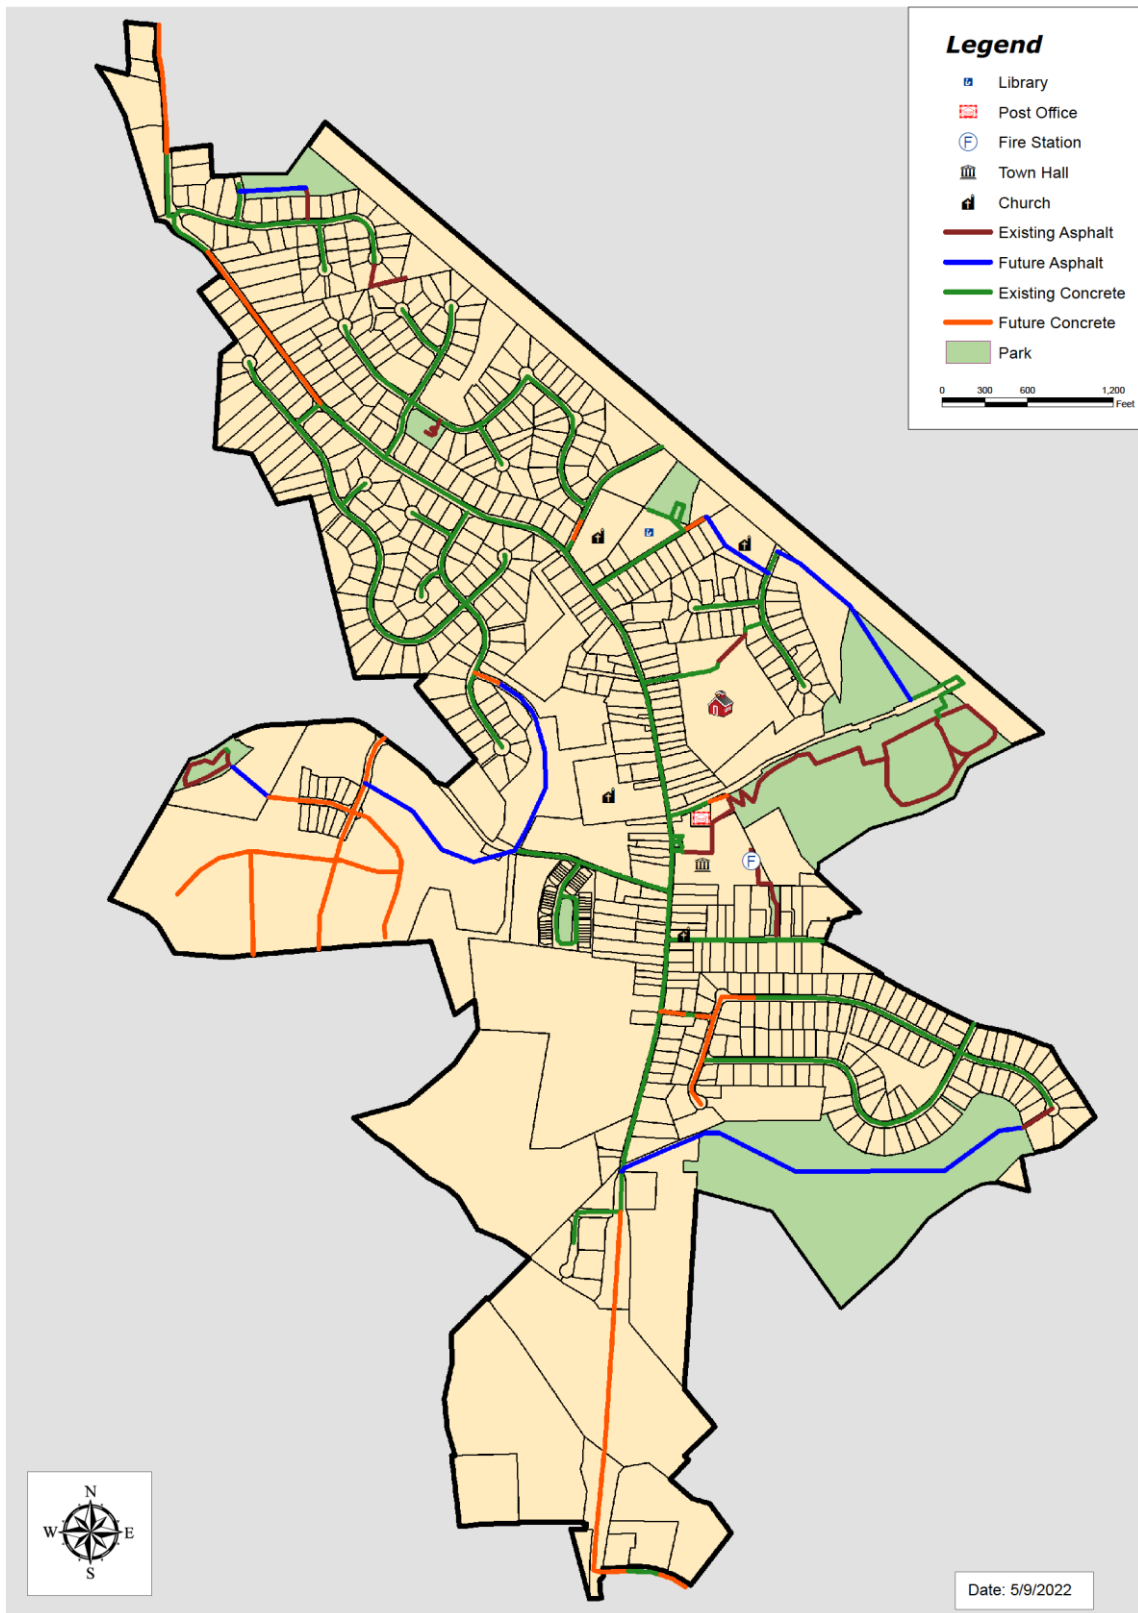 Legend
Library
Post Office
F Fire Station
Town Hall
Church
Existing Asphalt
Future Asphalt
Existing Concrete
Future Concrete
Park
0 300 600 1,200
Feet
F
N
W E
S
Date: 5/9/2022